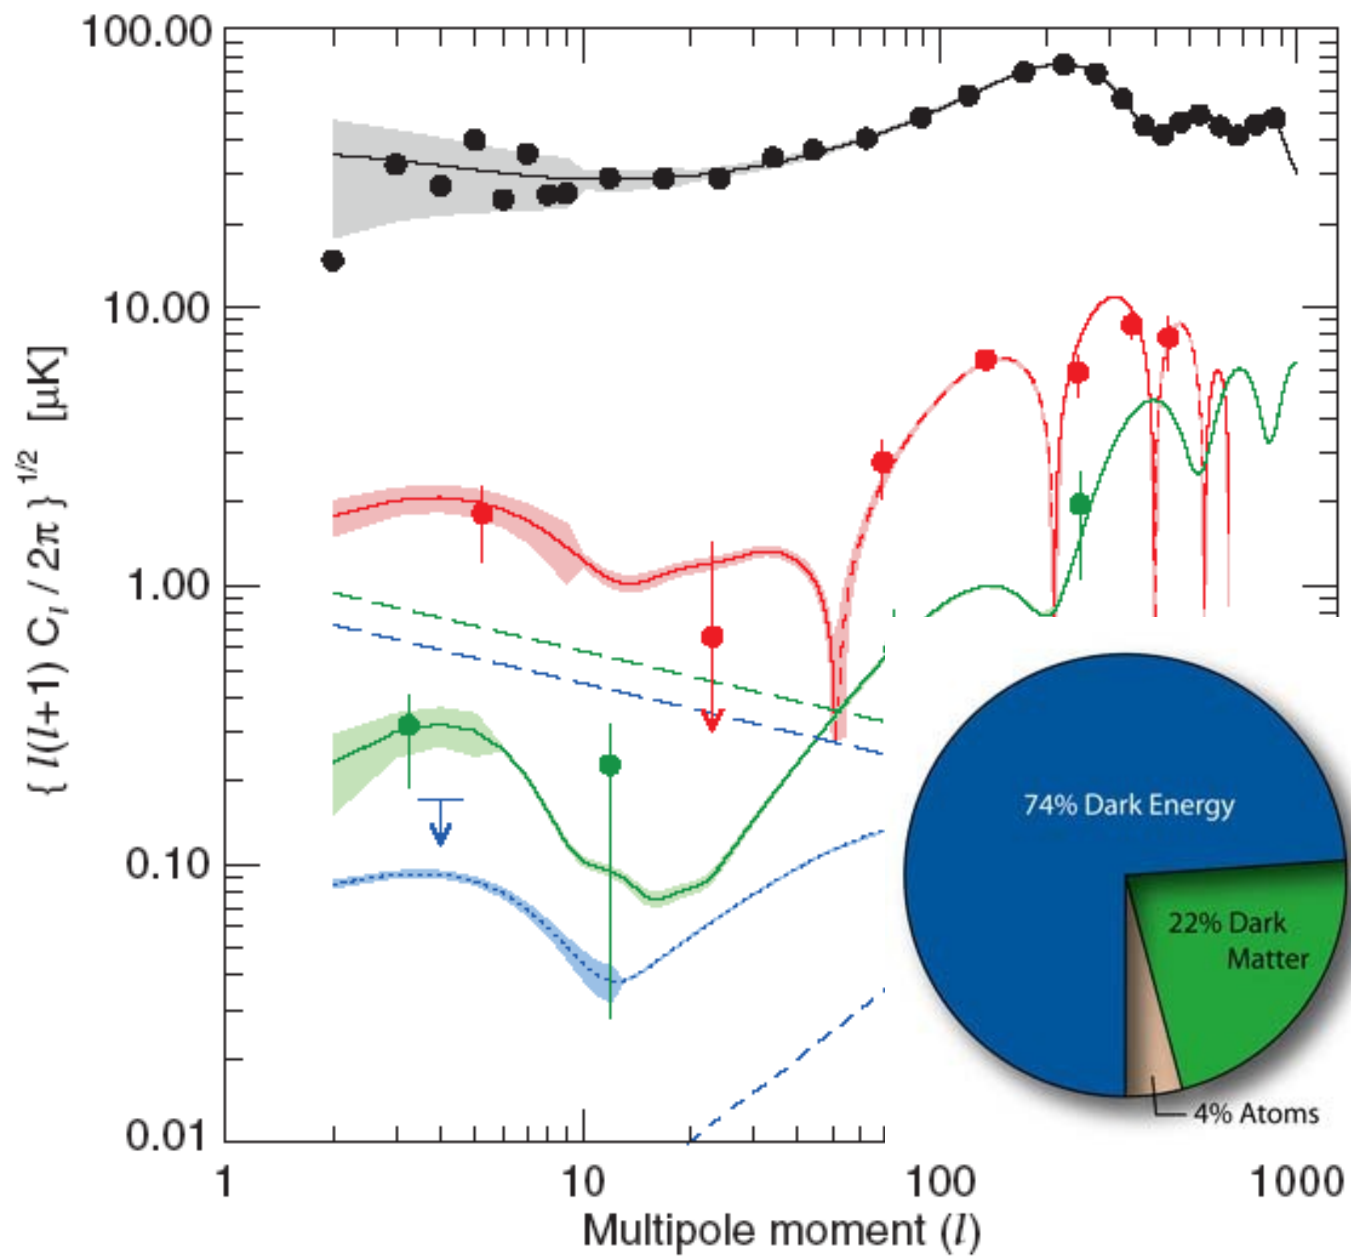 100.00
10.00
1.00
0.10
0.01
{ l(l+1) C_l / 2π }^{1/2} [μK]
1 10 100 1000
Multipole moment (l)
74% Dark Energy
22% Dark
Matter
4% Atoms